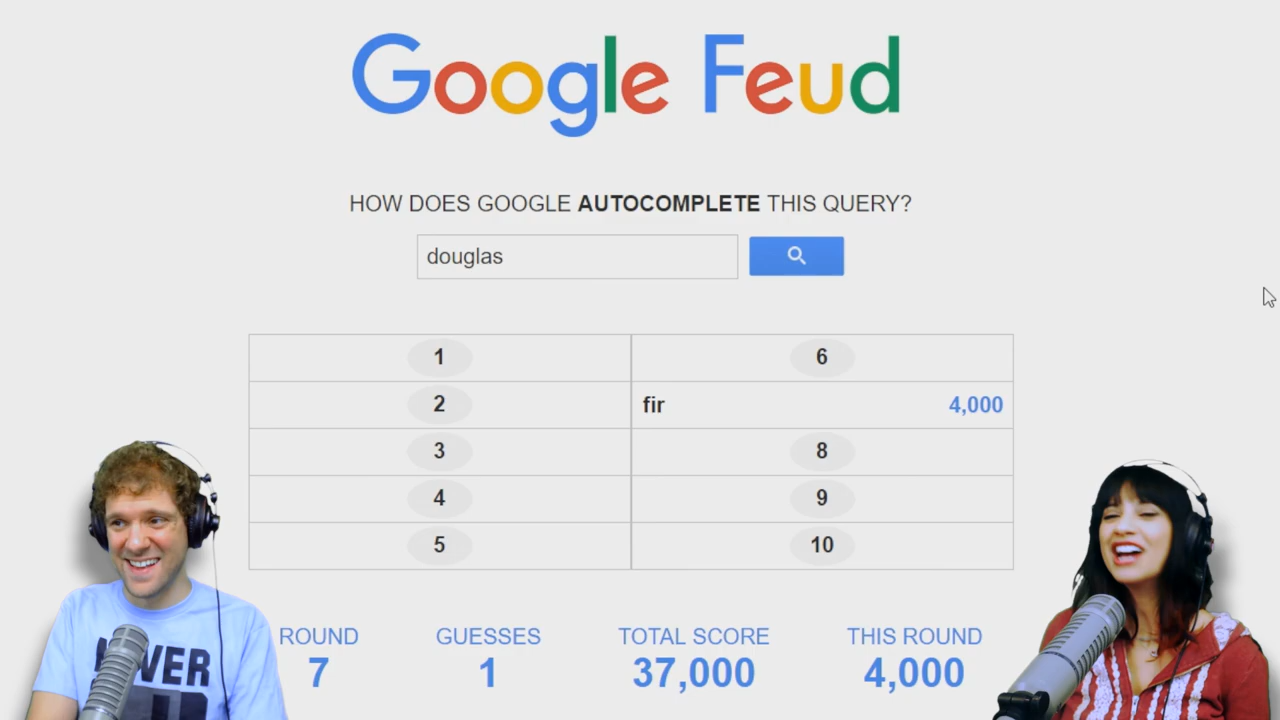 Google Feud
HOW DOES GOOGLE AUTOCOMPLETE THIS QUERY?
douglas
1 6
2 fir 4,000
3 8
4 9
5 10
ROUND GUESSES TOTAL SCORE THIS ROUND
7 1 37,000 4,000